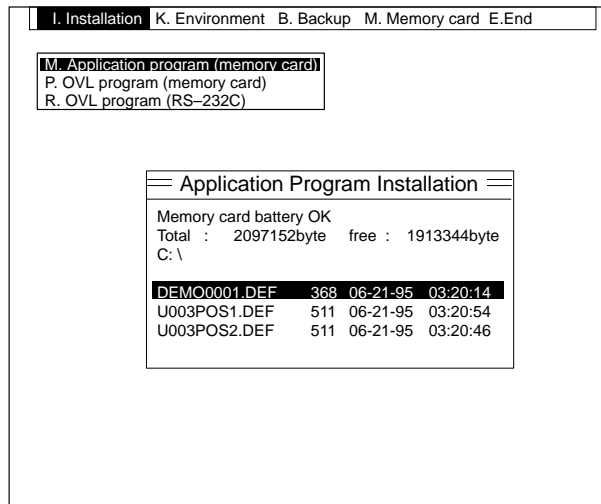 I. Installation K. Environment B. Backup M. Memory card E.End
M. Application program (memory card)
P. OVL program (memory card)
R. OVL program (RS–232C)
Application Program Installation
Memory card battery OK
Total : 2097152byte free : 1913344byte
C: \
DEMO0001.DEF 368 06-21-95 03:20:14
U003POS1.DEF 511 06-21-95 03:20:54
U003POS2.DEF 511 06-21-95 03:20:46